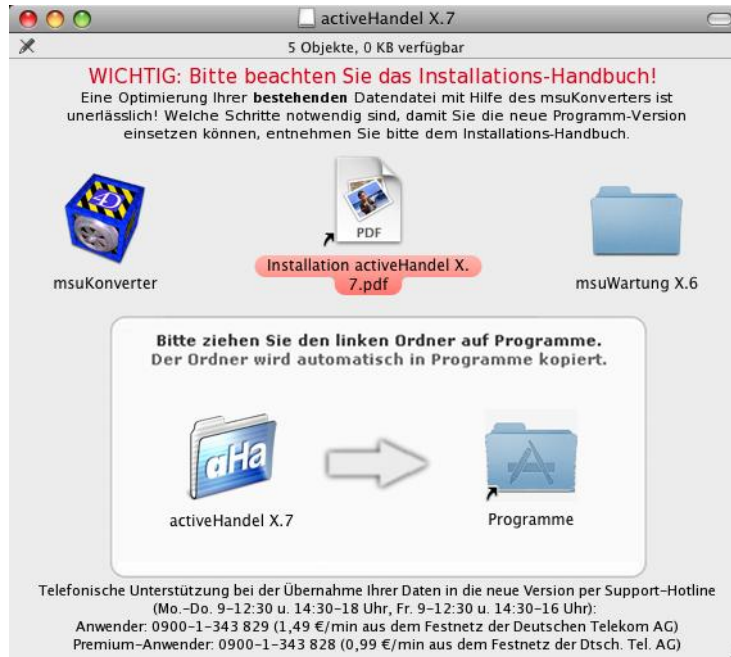 activeHandel X.7
5 Objekte, 0 KB verfügbar
WICHTIG: Bitte beachten Sie das Installations-Handbuch!
Eine Optimierung Ihrer bestehenden Datendatei mit Hilfe des msuKonverters ist
unerlässlich! Welche Schritte notwendig sind, damit Sie die neue Programm-Version
einsetzen können, entnehmen Sie bitte dem Installations-Handbuch.
4D
PDF
msuKonverter
Installation activeHandel X.
7.pdf
msuWartung X.6
Bitte ziehen Sie den linken Ordner auf Programme.
Der Ordner wird automatisch in Programme kopiert.
aHa
activeHandel X.7
Programme
Telefonische Unterstützung bei der Übernahme Ihrer Daten in die neue Version per Support-Hotline
(Mo.-Do. 9-12:30 u. 14:30-18 Uhr, Fr. 9-12:30 u. 14:30-16 Uhr):
Anwender: 0900-1-343 829 (1,49 €/min aus dem Festnetz der Deutschen Telekom AG)
Premium-Anwender: 0900-1-343 828 (0,99 €/min aus dem Festnetz der Dtsch. Tel. AG)